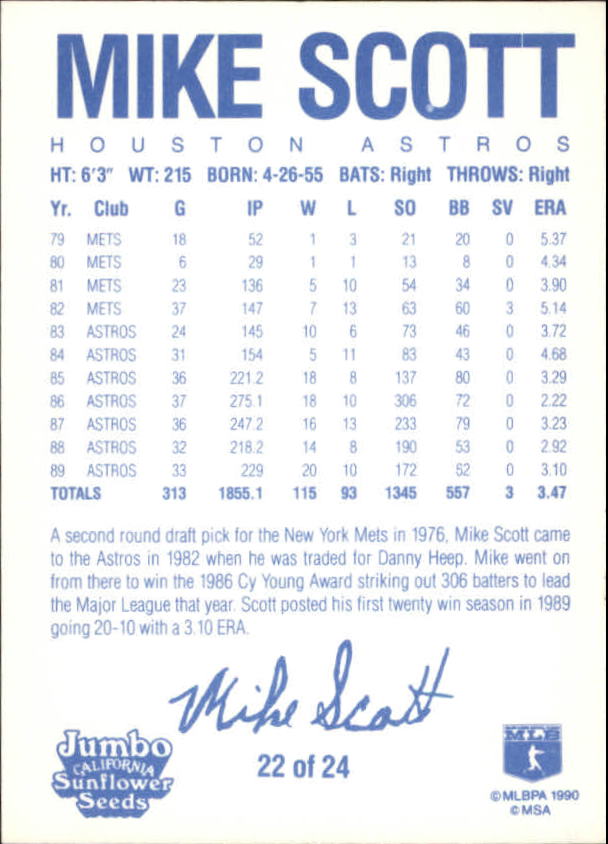 MIKE SCOTT
HOUSTON ASTROS
HT: 6'3" WT: 215 BORN: 4-26-55 BATS: Right THROWS: Right
Yr. Club G IP W L SO BB SV ERA
79 METS 18 52 1 3 21 20 0 5.37
80 METS 6 29 1 1 13 8 0 4.34
81 METS 23 136 5 10 54 34 0 3.90
82 METS 37 147 7 13 63 60 3 5.14
83 ASTROS 24 145 10 6 73 46 0 3.72
84 ASTROS 31 154 5 11 83 43 0 4.68
85 ASTROS 36 221.2 18 8 137 80 0 3.29
86 ASTROS 37 275.1 18 10 306 72 0 2.22
87 ASTROS 36 247.2 16 13 233 79 0 3.23
88 ASTROS 32 218.2 14 8 190 53 0 2.92
89 ASTROS 33 229 20 10 172 52 0 3.10
TOTALS 313 1855.1 115 93 1345 557 3 3.47
A second round draft pick for the New York Mets in 1976, Mike Scott came
to the Astros in 1982 when he was traded for Danny Heep. Mike went on
from there to win the 1986 Cy Young Award striking out 306 batters to lead
the Major League that year. Scott posted his first twenty win season in 1989
going 20-10 with a 3.10 ERA.
Mike Scott
Jumbo
CALIFORNIA
Sunflower
Seeds
22 of 24
MLB
©MLBPA 1990
©MSA